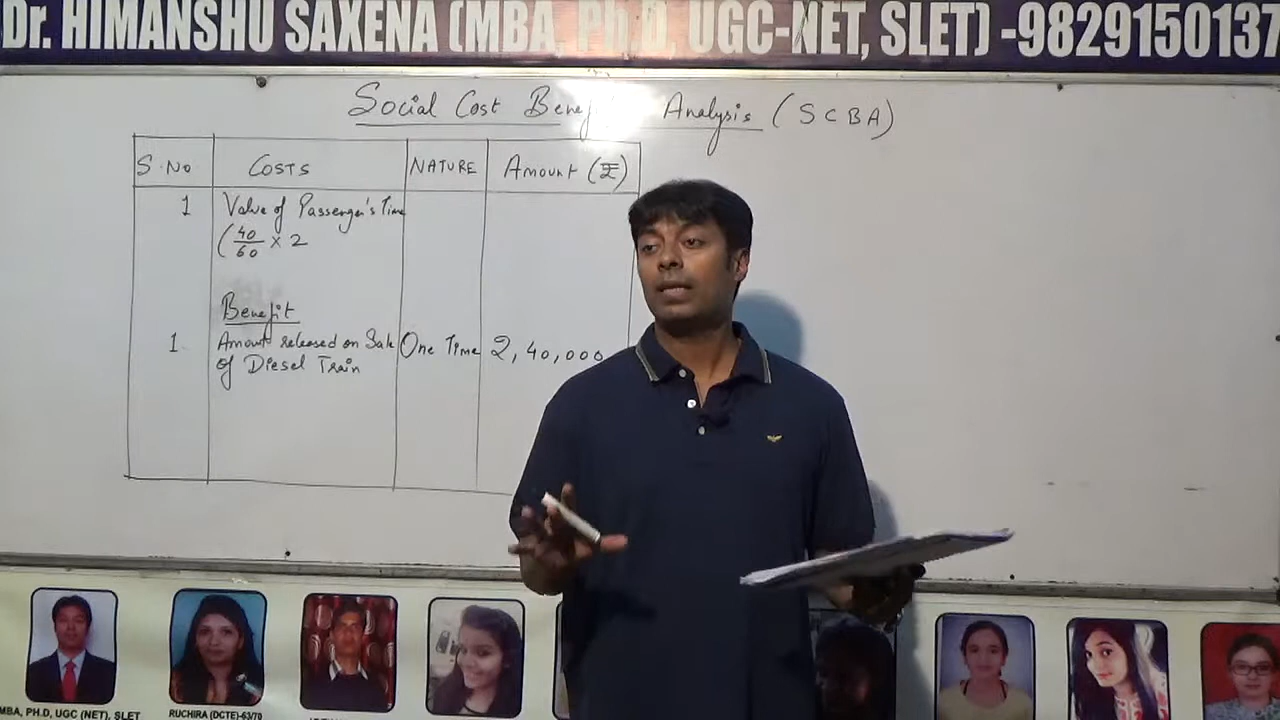 Dr. HIMANSHU SAXENA (MBA, Ph.D, UGC-NET, SLET) -9829150137
Social Cost Benef Analysis (SCBA)
S.No COSTS NATURE Amount (₹)
1 Value of Passenger's Time
(40/60 × 2
Benefit
1 Amount released on Sale One Time 2,40,000
of Diesel Train
MBA, PH.D, UGC (NET), SLET
RUCHIRA (DCTE)-63/70